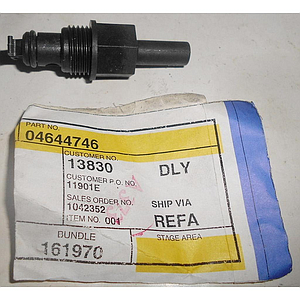 PART NO.
04644746
CUSTOMER NO.
13830
DLY
CUSTOMER P.O. NO.
11901E
SALES ORDER NO.
1042352
SHIP VIA
REFA
ITEM NO. 001
BUNDLE
161970
STAGE AREA